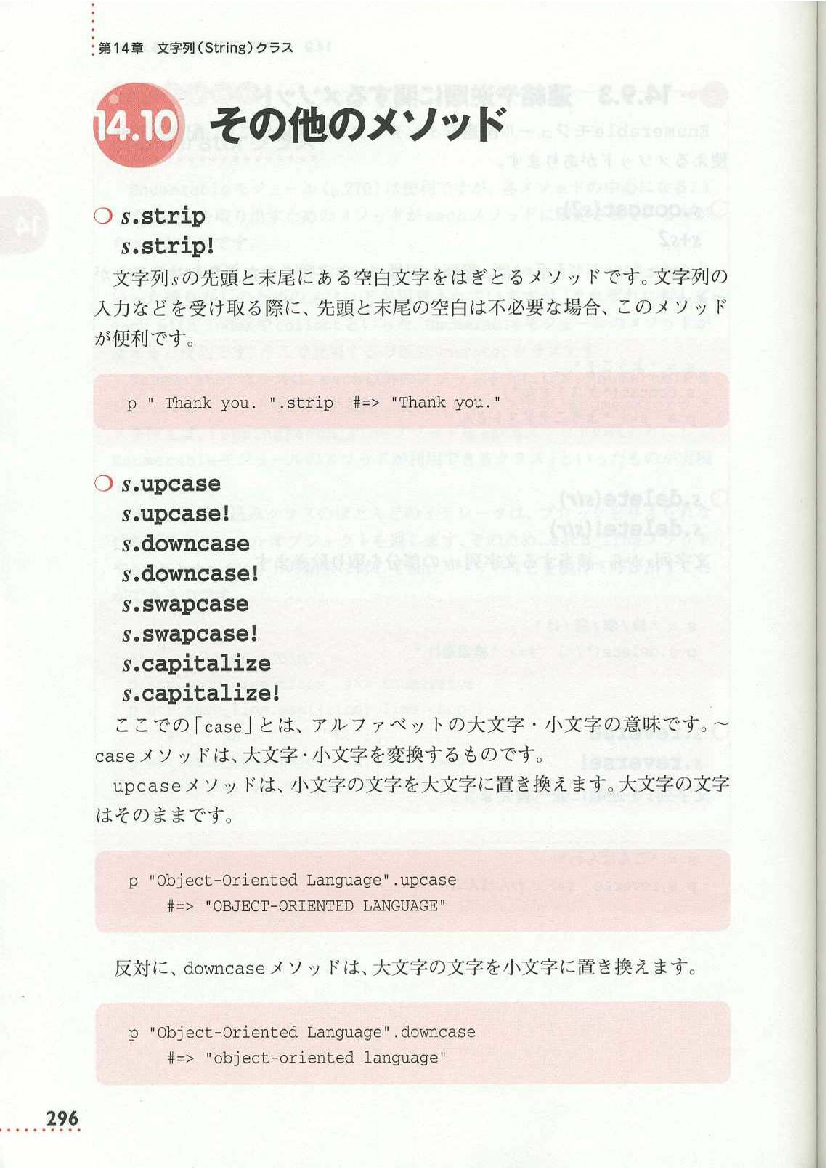 第14章　文字列(String)クラス
14.10　その他のメソッド
○ s.strip
s.strip!
文字列sの先頭と末尾にある空白文字をはぎとるメソッドです。文字列の
入力などを受け取る際に、先頭と末尾の空白は不必要な場合、このメソッド
が便利です。
p " Thank you. ".strip  #=> "Thank you."
○ s.upcase
s.upcase!
s.downcase
s.downcase!
s.swapcase
s.swapcase!
s.capitalize
s.capitalize!
ここでの「case」とは、アルファベットの大文字・小文字の意味です。〜
caseメソッドは、大文字・小文字を変換するものです。
upcaseメソッドは、小文字の文字を大文字に置き換えます。大文字の文字
はそのままです。
p "Object-Oriented Language".upcase
#=> "OBJECT-ORIENTED LANGUAGE"
反対に、downcaseメソッドは、大文字の文字を小文字に置き換えます。
p "Object-Oriented Language".downcase
#=> "object-oriented language"
296